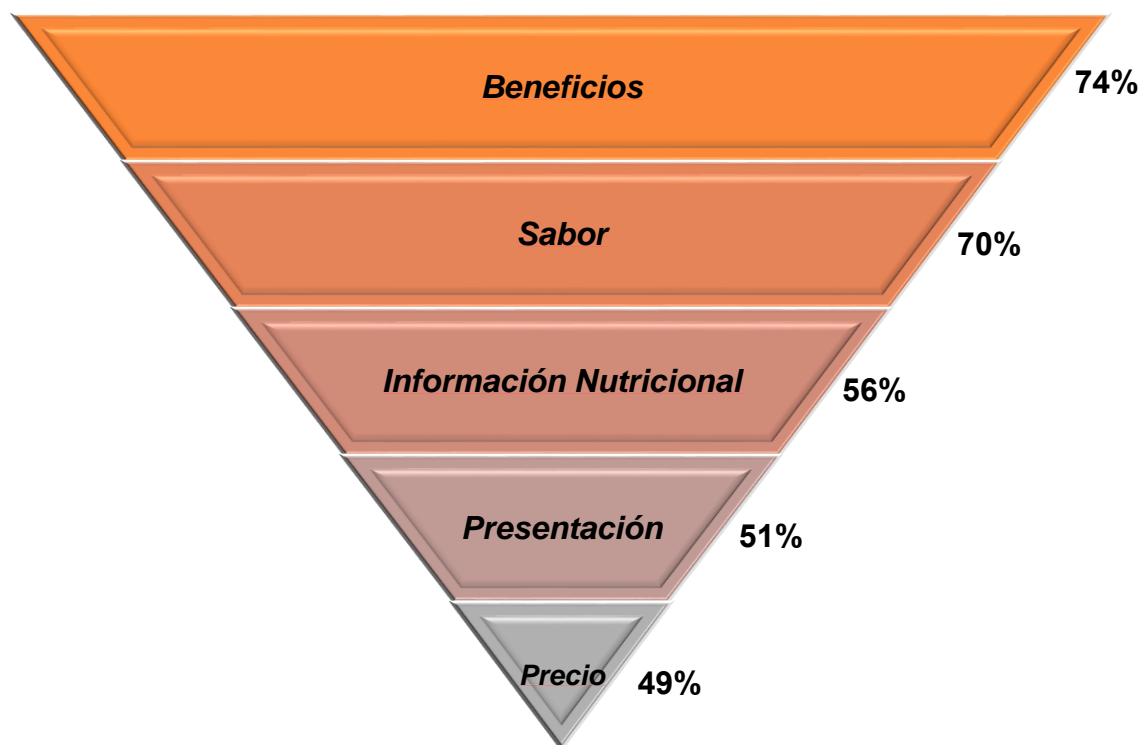 Beneficios
74%
Sabor
70%
Información Nutricional
56%
Presentación
51%
Precio
49%